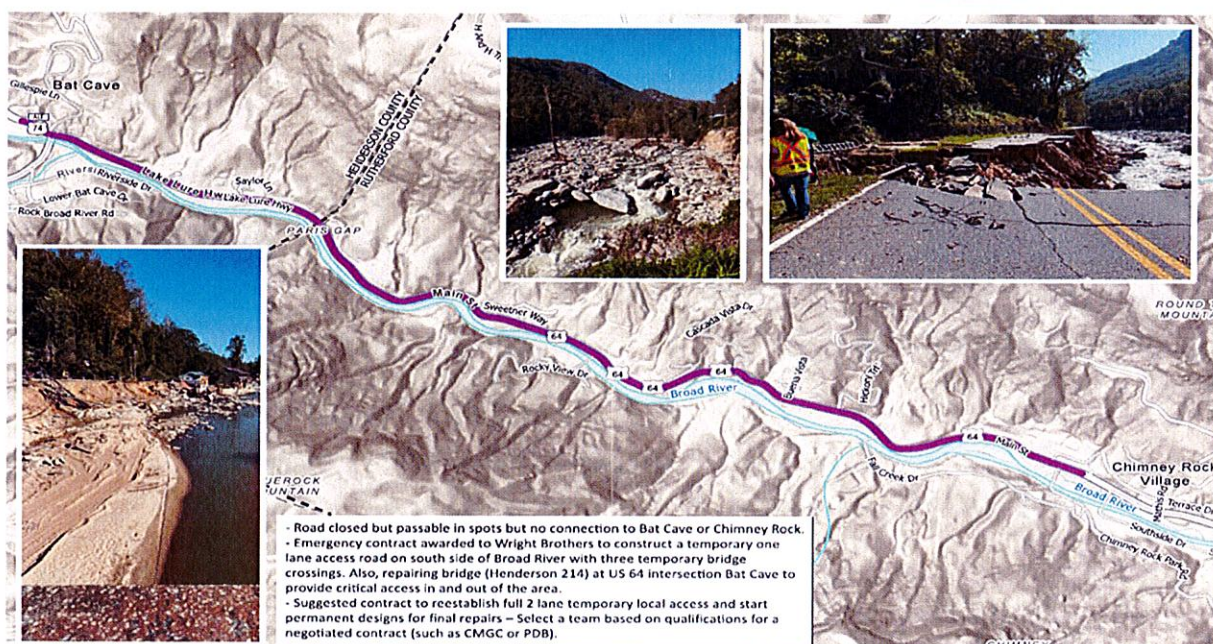 Bat Cave
Gillespie Ln
74
HENDERSON COUNTY
RUTHERFORD COUNTY
Riverside Dr
Lake Lure Hwy
Lake Lure Hwy
Saylor Ln
Lower Bat Cave Dr
Rock Broad River Rd
PARIS GAP
Main St
Sweetner Way
64
Cascada Vista Dr
Rocky View Dr
64
64
64
Broad River
Buena Vista
ROUND T
MOUNTA
64
Main St
Fall Creek Dr
Chimney Rock
Village
Broad River
Terrace Dr
Southside Dr
Chimney Rock Park
UEROCK
UNTAIN
- Road closed but passable in spots but no connection to Bat Cave or Chimney Rock.
- Emergency contract awarded to Wright Brothers to construct a temporary one
lane access road on south side of Broad River with three temporary bridge
crossings. Also, repairing bridge (Henderson 214) at US 64 intersection Bat Cave to
provide critical access in and out of the area.
- Suggested contract to reestablish full 2 lane temporary local access and start
permanent designs for final repairs – Select a team based on qualifications for a
negotiated contract (such as CMGC or PDB).